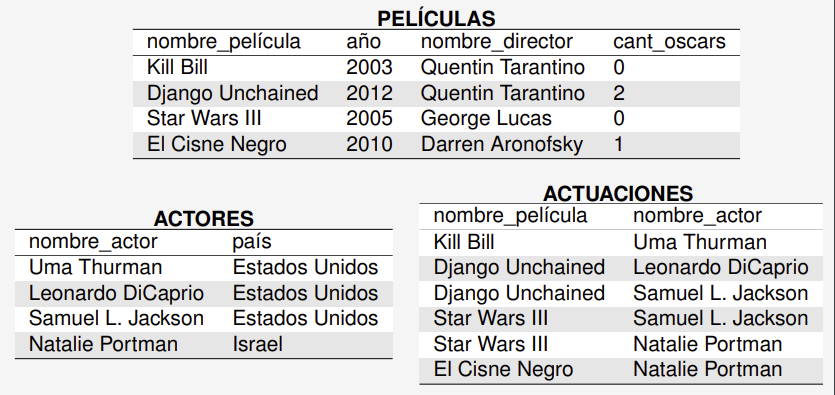 PELÍCULAS
nombre_película año nombre_director cant_oscars
Kill Bill 2003 Quentin Tarantino 0
Django Unchained 2012 Quentin Tarantino 2
Star Wars III 2005 George Lucas 0
El Cisne Negro 2010 Darren Aronofsky 1
ACTORES
nombre_actor país
Uma Thurman Estados Unidos
Leonardo DiCaprio Estados Unidos
Samuel L. Jackson Estados Unidos
Natalie Portman Israel
ACTUACIONES
nombre_película nombre_actor
Kill Bill Uma Thurman
Django Unchained Leonardo DiCaprio
Django Unchained Samuel L. Jackson
Star Wars III Samuel L. Jackson
Star Wars III Natalie Portman
El Cisne Negro Natalie Portman